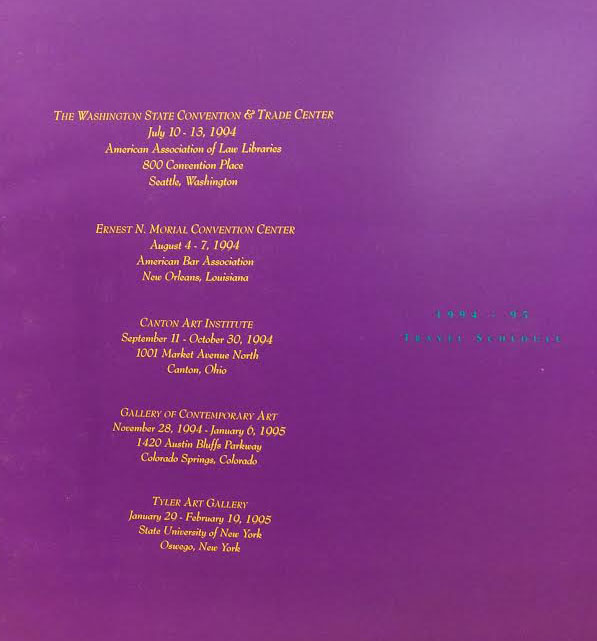 The Washington State Convention & Trade Center
July 10 - 13, 1994
American Association of Law Libraries
800 Convention Place
Seattle, Washington
Ernest N. Morial Convention Center
August 4 - 7, 1994
American Bar Association
New Orleans, Louisiana
Canton Art Institute
September 11 - October 30, 1994
1001 Market Avenue North
Canton, Ohio
Gallery of Contemporary Art
November 28, 1994 - January 6, 1995
1420 Austin Bluffs Parkway
Colorado Springs, Colorado
Tyler Art Gallery
January 20 - February 19, 1995
State University of New York
Oswego, New York
1994 - 95
Travel Schedule